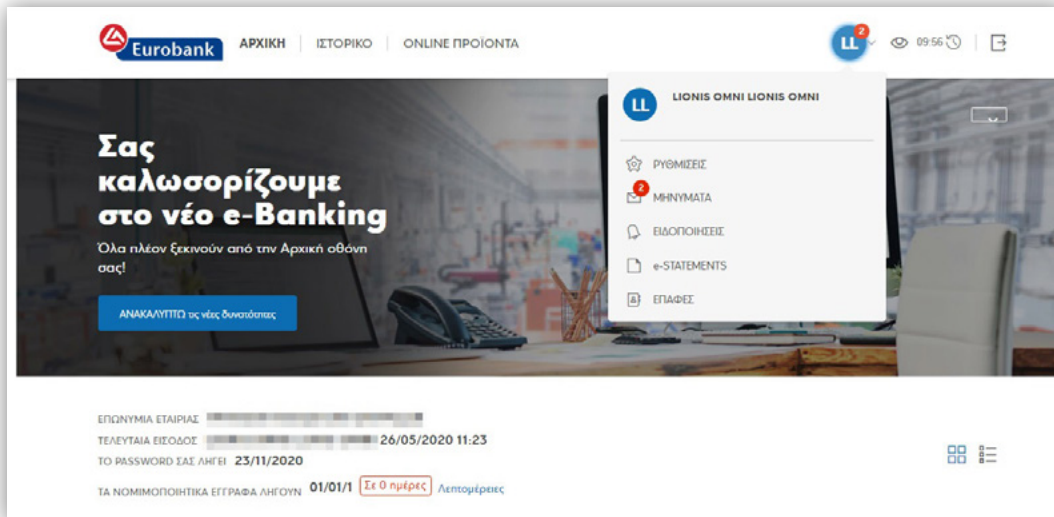 Eurobank ΑΡΧΙΚΗ ΙΣΤΟΡΙΚΟ ONLINE ΠΡΟΪΟΝΤΑ LL 2 09:56
LL LIONIS OMNI LIONIS OMNI
Σας
καλωσορίζουμε
στο νέο e-Banking
Όλα πλέον ξεκινούν από την Αρχική οθόνη
σας!
ΑΝΑΚΑΛΥΠΤΩ τις νέες δυνατότητες
ΡΥΘΜΙΣΕΙΣ
2 ΜΗΝΥΜΑΤΑ
ΕΙΔΟΠΟΙΗΣΕΙΣ
e-STATEMENTS
ΕΠΑΦΕΣ
ΕΠΩΝΥΜΙΑ ΕΤΑΙΡΙΑΣ
ΤΕΛΕΥΤΑΙΑ ΕΙΣΟΔΟΣ 26/05/2020 11:23
ΤΟ PASSWORD ΣΑΣ ΛΗΓΕΙ 23/11/2020
ΤΑ ΝΟΜΙΜΟΠΟΙΗΤΙΚΑ ΕΓΓΡΑΦΑ ΛΗΓΟΥΝ 01/01/1 Σε 0 ημέρες Λεπτομέρειες